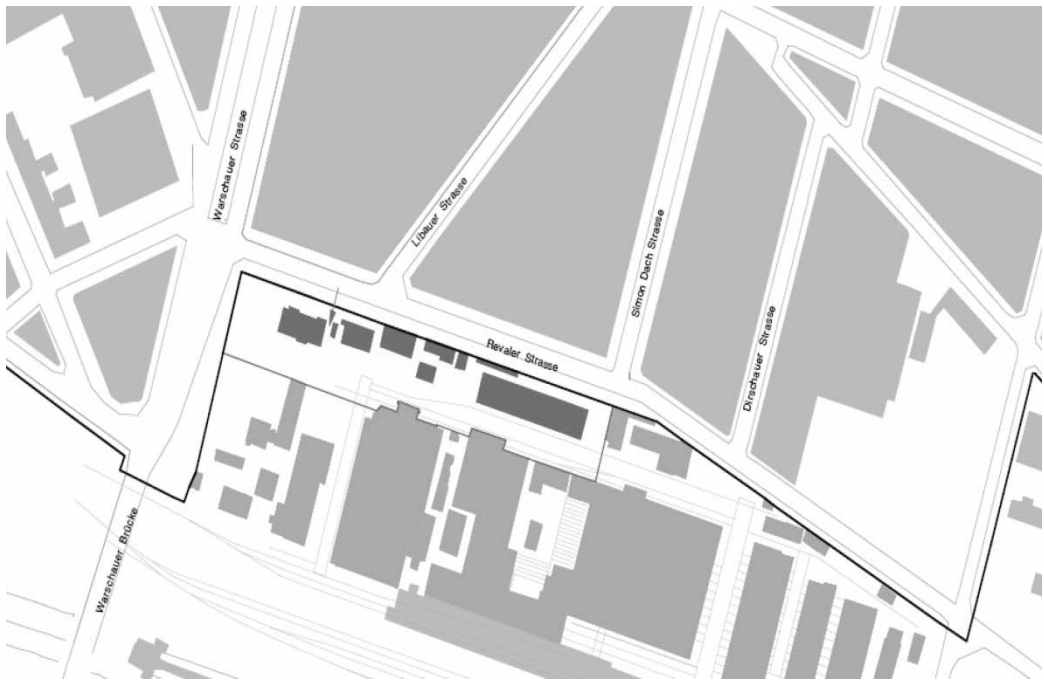 Warschauer Strasse
Libauer Strasse
Simon Dach Strasse
Revaler Strasse
Dirschauer Strasse
Warschauer Brücke